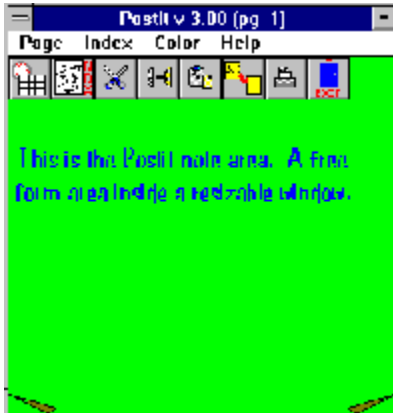 PostIt v 3.00 (pg 1)
Page Index Color Help
EXIT
This is the PostIt note area. A free
form area inside a resizable window.